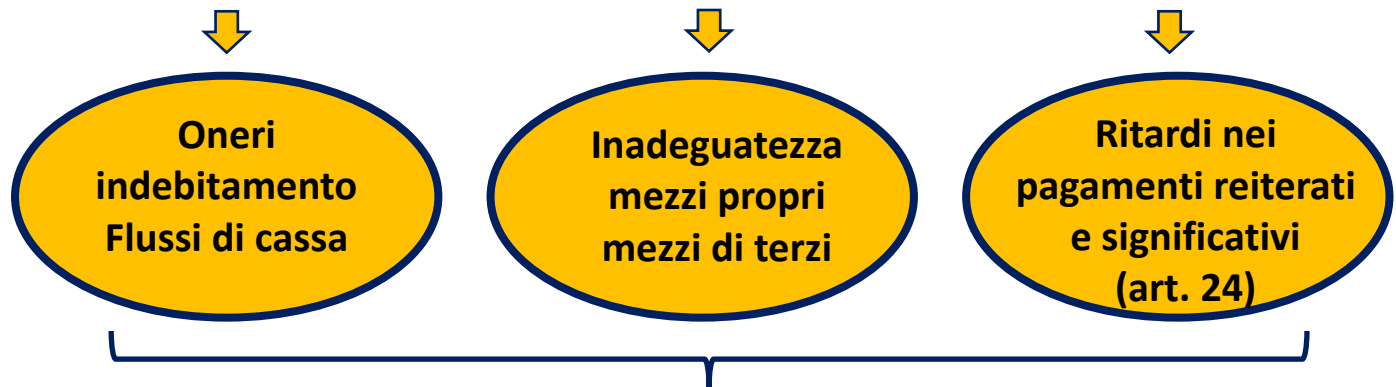 Oneri
indebitamento
Flussi di cassa
Inadeguatezza
mezzi propri
mezzi di terzi
Ritardi nei
pagamenti reiterati
e significativi
(art. 24)